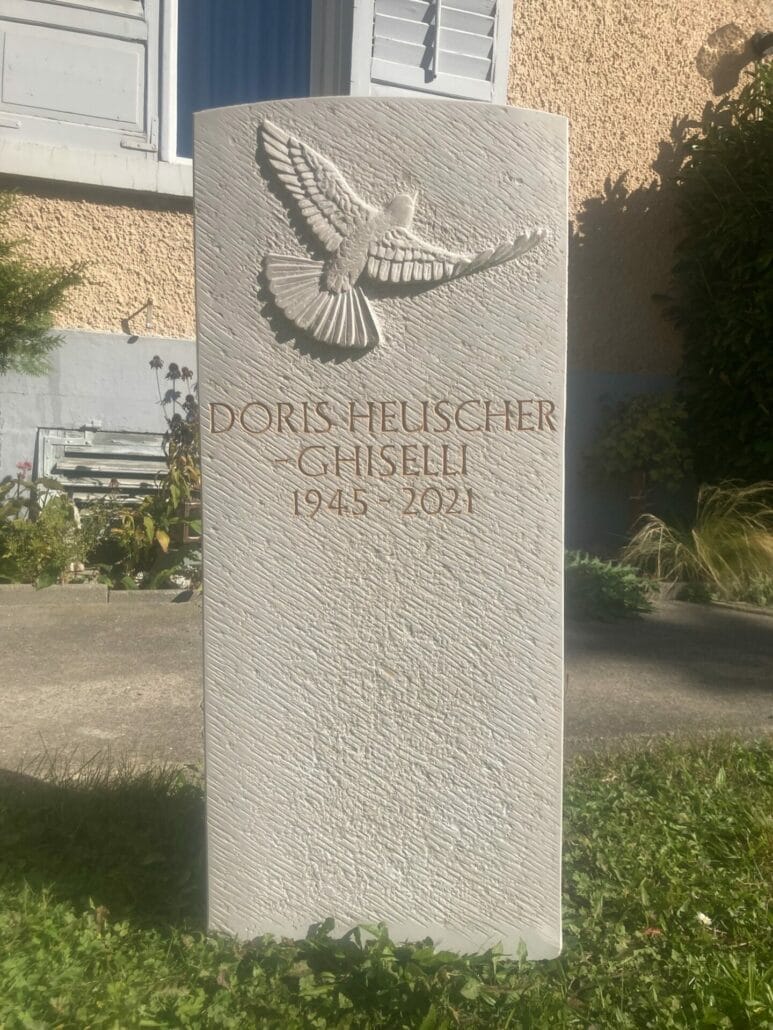 DORIS HEUSCHER
-GHISELLI
1945 - 2021